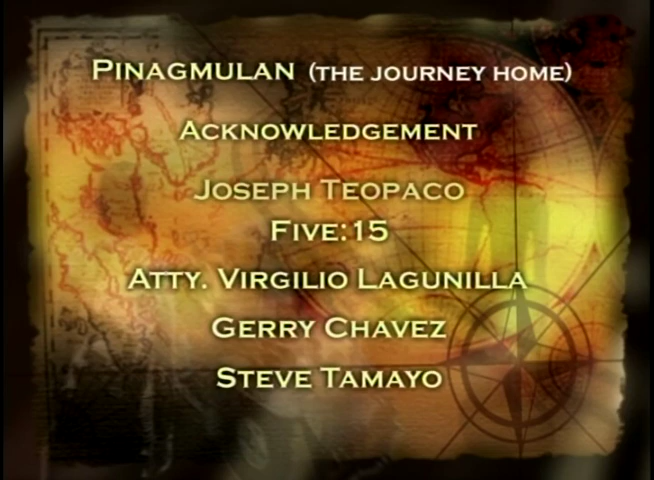 PINAGMULAN (THE JOURNEY HOME)
ACKNOWLEDGEMENT
JOSEPH TEOPACO
FIVE:15
ATTY. VIRGILIO LAGUNILLA
GERRY CHAVEZ
STEVE TAMAYO